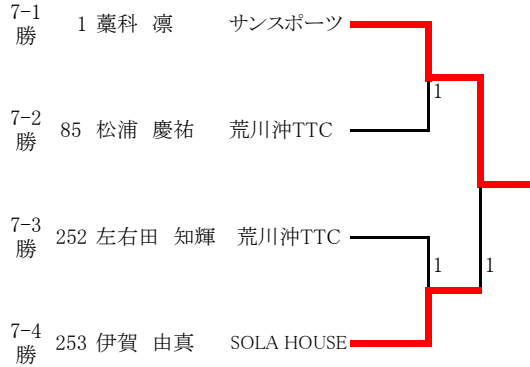 7-1
勝 1 藁科 凛 サンスポーツ
1
7-2
勝 85 松浦 慶祐 荒川沖TTC
7-3
勝 252 左右田 知輝 荒川沖TTC
1 1
7-4
勝 253 伊賀 由真 SOLA HOUSE